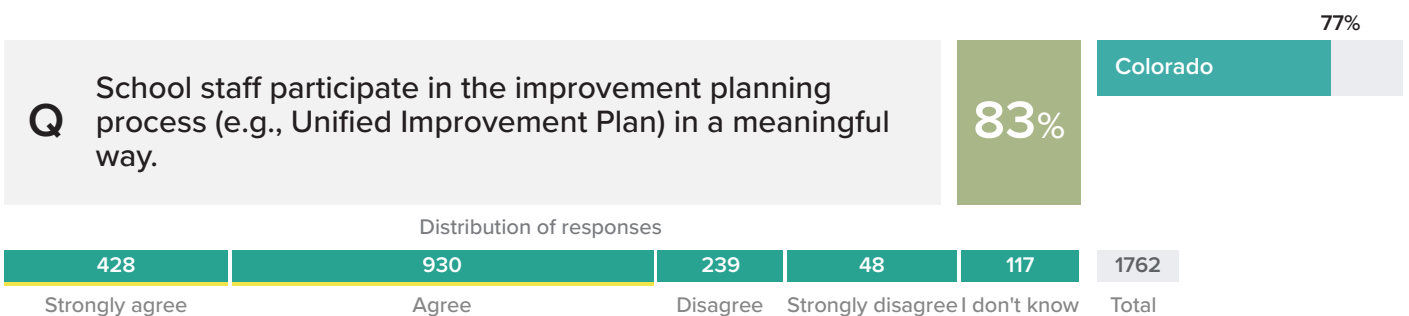 77%
Q
School staff participate in the improvement planning
process (e.g., Unified Improvement Plan) in a meaningful
way.
83%
Colorado
Distribution of responses
428 930 239 48 117 1762
Strongly agree Agree Disagree Strongly disagree I don't know Total